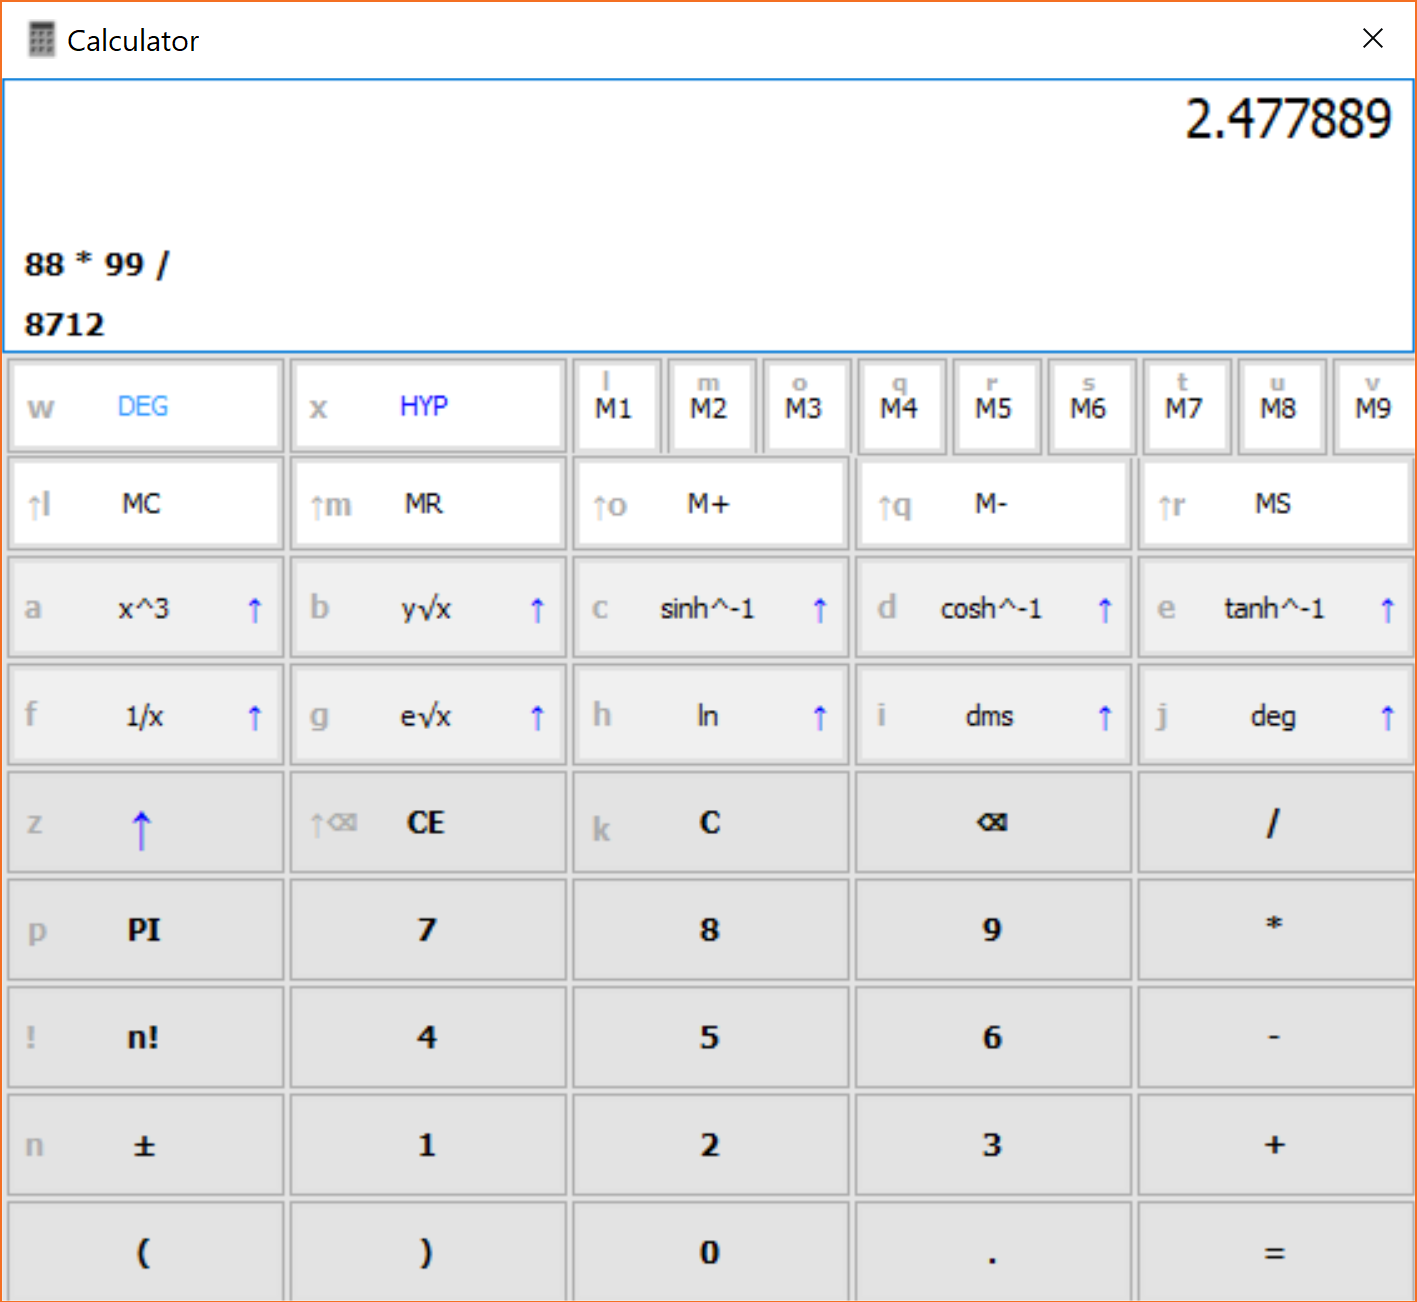 Calculator
2.477889
88 * 99 /
8712
w DEG x HYP l M1 m M2 o M3 q M4 r M5 s M6 t M7 u M8 v M9
↑l MC ↑m MR ↑o M+ ↑q M- ↑r MS
a x^3 ↑ b y√x ↑ c sinh^-1 ↑ d cosh^-1 ↑ e tanh^-1 ↑
f 1/x ↑ g e√x ↑ h ln ↑ i dms ↑ j deg ↑
z ↑ ↑⌫ CE k C ⌫ /
p PI 7 8 9 *
! n! 4 5 6 -
n ± 1 2 3 +
( ) 0 . =